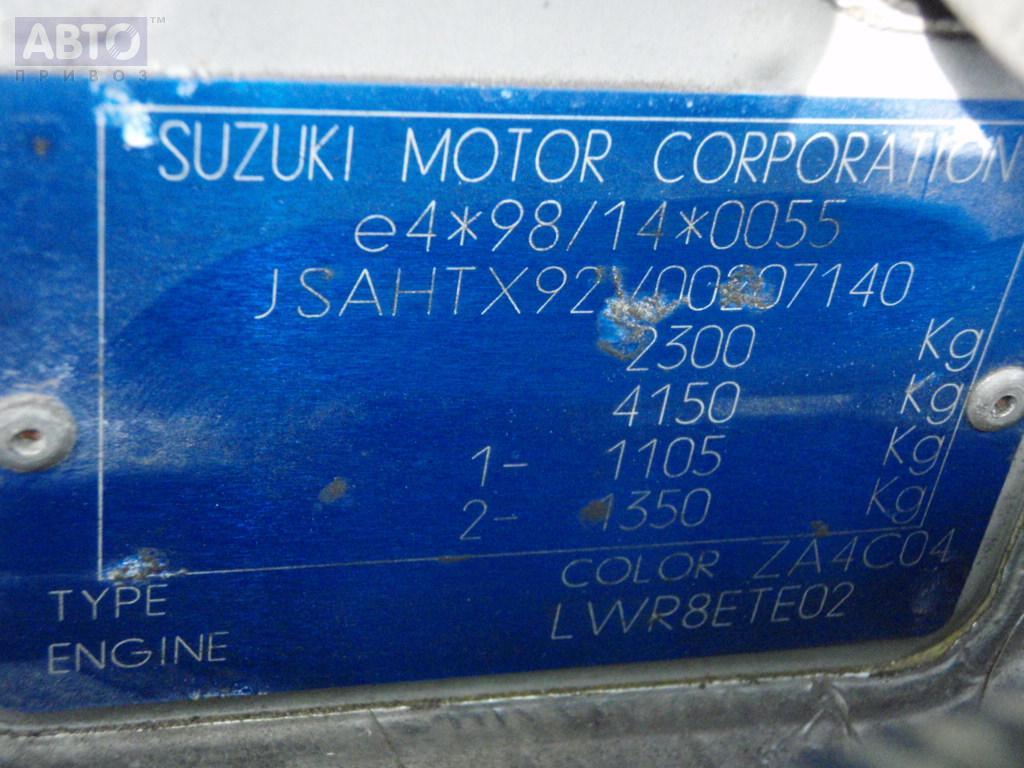 АВТО™
ПРИВОЗ
SUZUKI MOTOR CORPORATION
e4*98/14*0055
2300 Kg
4150 Kg
1- 1105 Kg
2- 1350 Kg
COLOR ZA4C04
TYPE LWR8ETE02
ENGINE